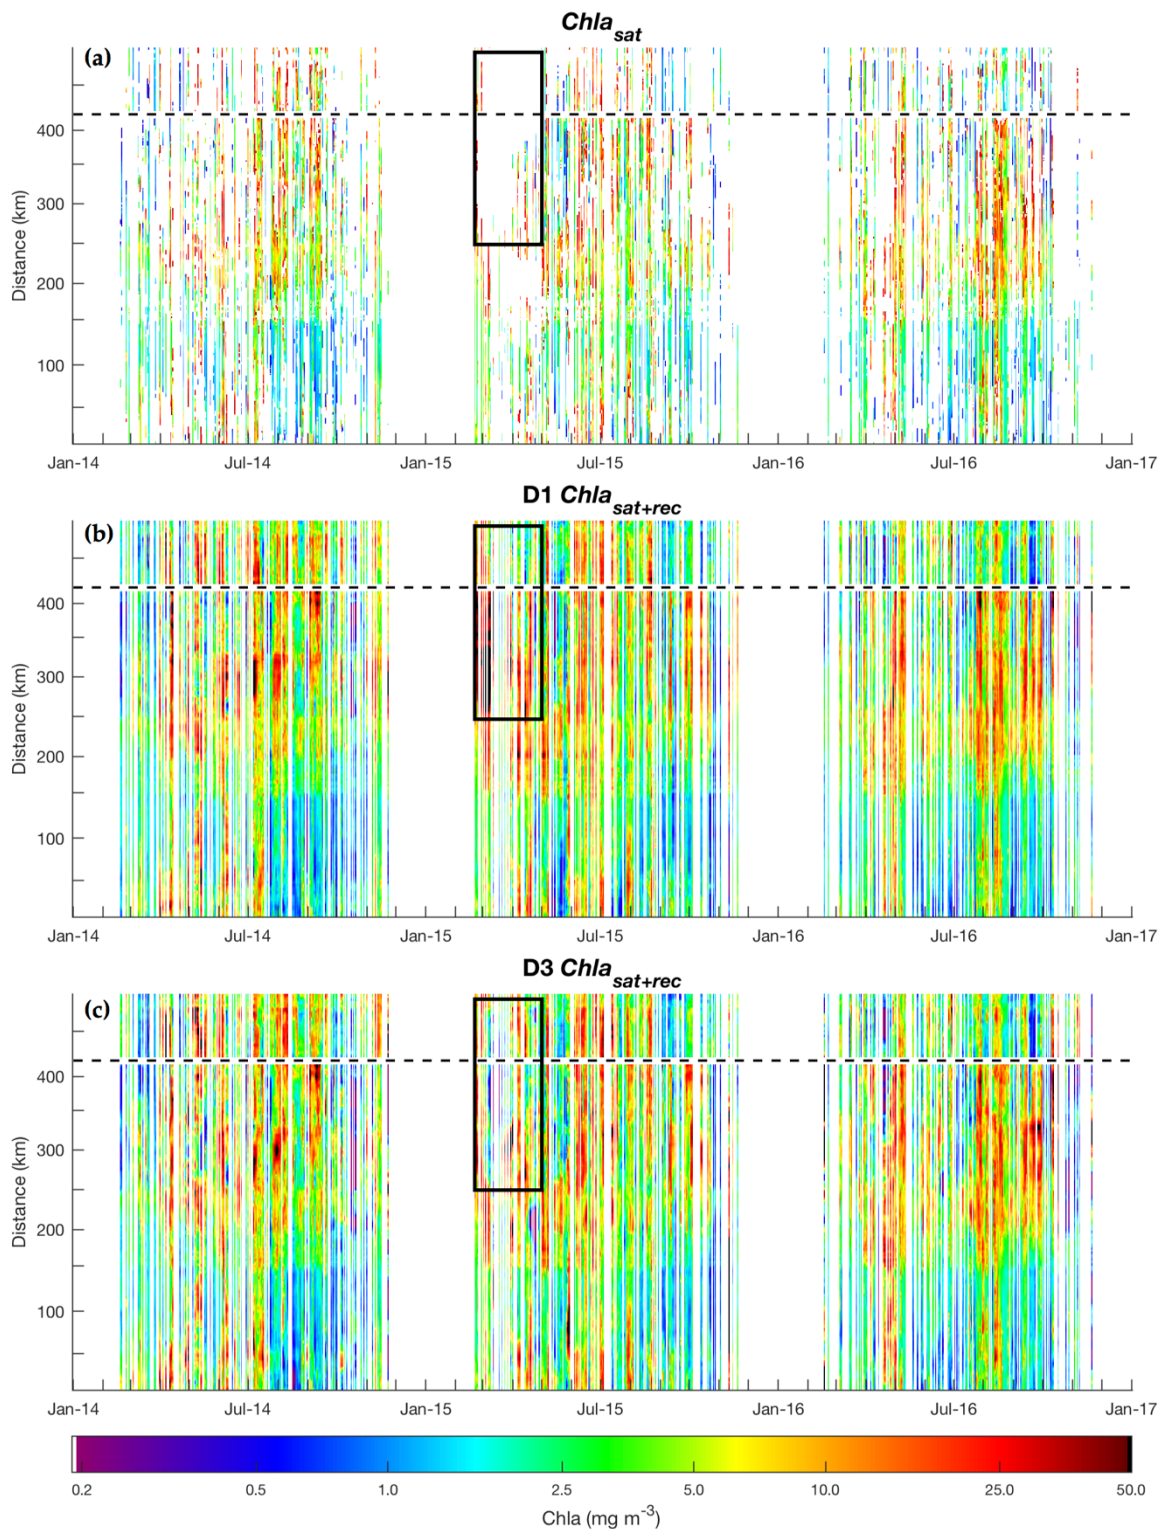 Chla sat
(a)
400
300
200
100
Distance (km)
Jan-14 Jul-14 Jan-15 Jul-15 Jan-16 Jul-16 Jan-17
D1 Chla sat+rec
(b)
400
300
200
100
Distance (km)
Jan-14 Jul-14 Jan-15 Jul-15 Jan-16 Jul-16 Jan-17
D3 Chla sat+rec
(c)
400
300
200
100
Distance (km)
Jan-14 Jul-14 Jan-15 Jul-15 Jan-16 Jul-16 Jan-17
0.2 0.5 1.0 2.5 5.0 10.0 25.0 50.0
Chla (mg m⁻³)